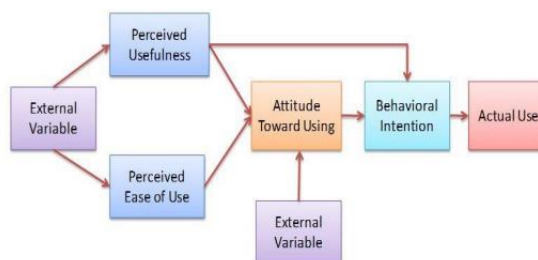 Perceived
Usefulness
External
Variable
Attitude
Toward Using
Behavioral
Intention
Actual Use
Perceived
Ease of Use
External
Variable